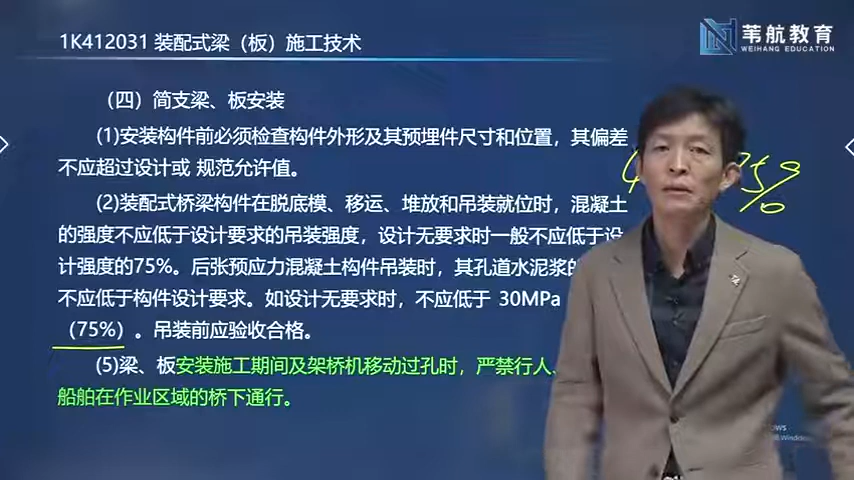 1K412031 装配式梁（板）施工技术
苇航教育
WEIHANG EDUCATION
（四）简支梁、板安装
(1)安装构件前必须检查构件外形及其预埋件尺寸和位置，其偏差
不应超过设计或 规范允许值。
75%
(2)装配式桥梁构件在脱底模、移运、堆放和吊装就位时，混凝土
的强度不应低于设计要求的吊装强度，设计无要求时一般不应低于设
计强度的75%。后张预应力混凝土构件吊装时，其孔道水泥浆的
不应低于构件设计要求。如设计无要求时，不应低于 30MPa
（75%）。吊装前应验收合格。
(5)梁、板安装施工期间及架桥机移动过孔时，严禁行人、
船舶在作业区域的桥下通行。